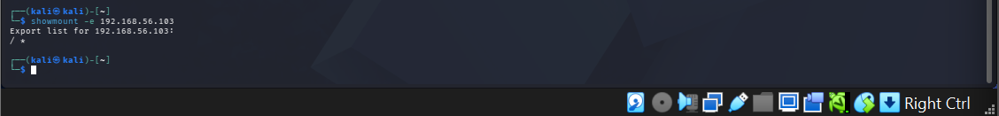 ┌──(kali㉿kali)-[~]
└─$ showmount -e 192.168.56.103
Export list for 192.168.56.103:
/ *
┌──(kali㉿kali)-[~]
└─$
Right Ctrl